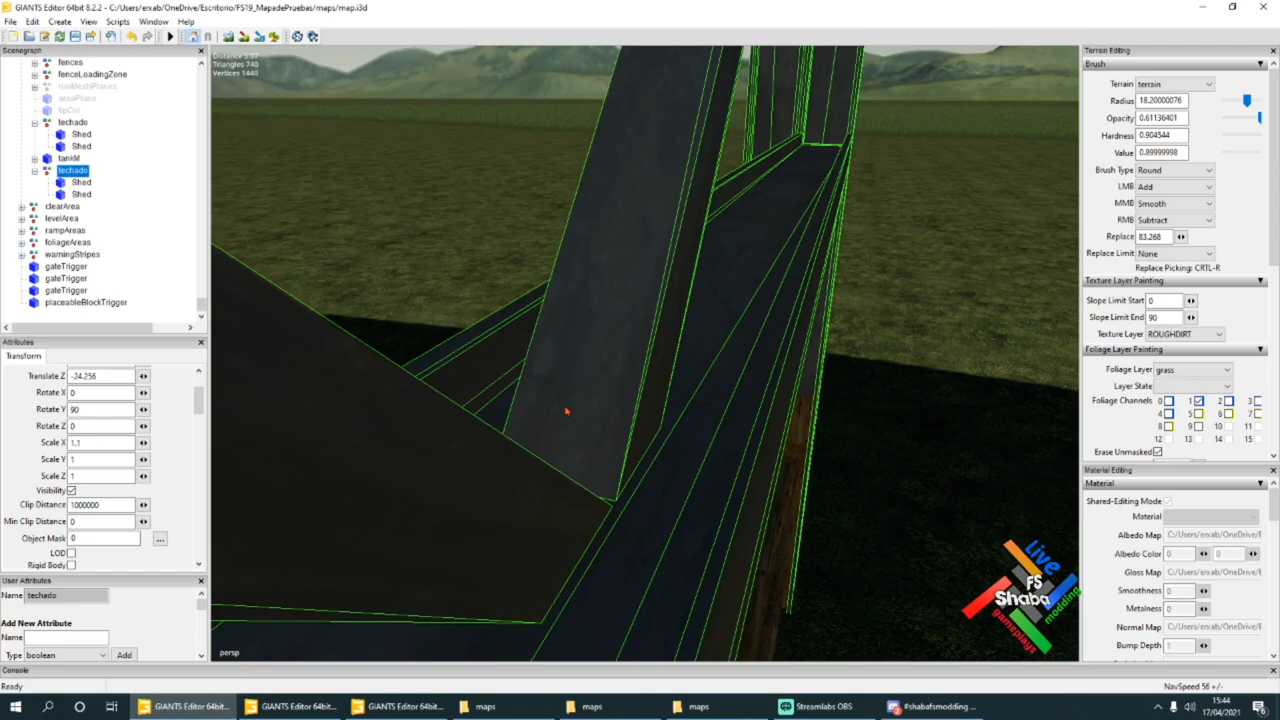 GIANTS Editor 64bit 8.2.2 - C:/Users/erxab/OneDrive/Escritorio/FS19_MapadePruebas/maps/map.i3d
File Edit Create View Scripts Window Help
Scenegraph
fences
fenceLoadingZone
navMeshPlanes
areaPlane
tipCol
techado
Shed
Shed
tankM
techado
Shed
Shed
clearArea
levelArea
rampAreas
foliageAreas
warningStripes
gateTrigger
gateTrigger
gateTrigger
placeableBlockTrigger
Attributes
Transform
Translate Z -24.256
Rotate X 0
Rotate Y 90
Rotate Z 0
Scale X 1.1
Scale Y 1
Scale Z 1
Visibility
Clip Distance 1000000
Min Clip Distance 0
Object Mask 0 ...
LOD
Rigid Body
User Attributes
Name techado
Add New Attribute
Name
Type boolean Add
Console
Ready
Distance 5.07
Triangles 740
Vertices 1440
persp
Live
FS
Shaba
gameplays
modding
Terrain Editing
Brush
Terrain terrain
Radius 18.20000076
Opacity 0.61136401
Hardness 0.904544
Value 0.89999998
Brush Type Round
LMB Add
MMB Smooth
RMB Subtract
Replace 83.268
Replace Limit None
Replace Picking: CRTL-R
Texture Layer Painting
Slope Limit Start 0
Slope Limit End 90
Texture Layer ROUGHDIRT
Foliage Layer Painting
Foliage Layer grass
Layer State
Foliage Channels 0 1 2 3
4 5 6 7
8 9 10 11
12 13 14 15
Erase Unmasked
Material Editing
Material
Shared-Editing Mode
Material
Albedo Map C:/Users/erxab/OneDrive/E
Albedo Color 0 0
Gloss Map C:/Users/erxab/OneDrive/E
Smoothness 0
Metalness 0
Normal Map C:/Users/erxab/OneDrive/E
Bump Depth 1
NavSpeed 56 +/-
GIANTS Editor 64bit... GIANTS Editor 64bit... GIANTS Editor 64bit... maps maps maps Streamlabs OBS #shabafsmodding ...
15:44
17/04/2021
6